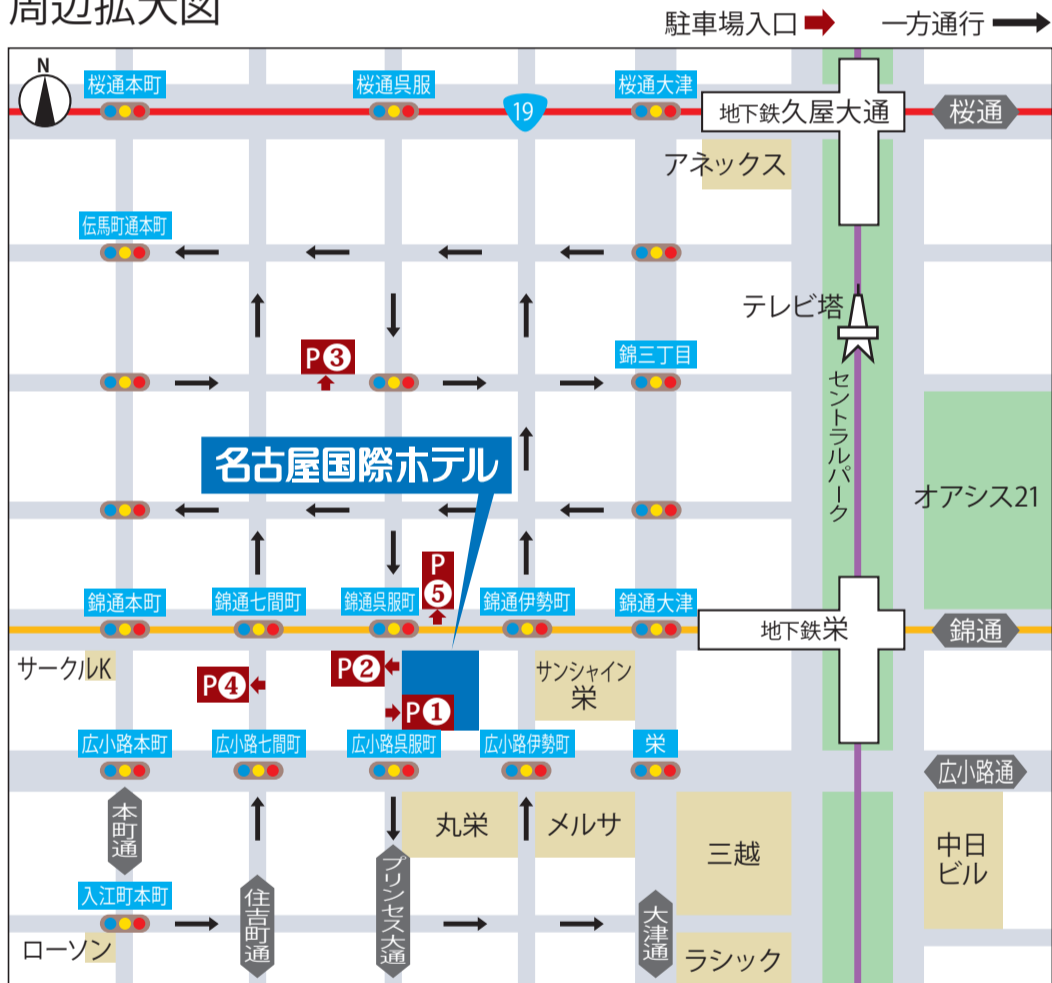 周辺拡大図
駐車場入口
一方通行
N
桜通本町
桜通呉服
19
桜通大津
地下鉄久屋大通
桜通
アネックス
伝馬町通本町
テレビ塔
P3
錦三丁目
セントラルパーク
名古屋国際ホテル
オアシス21
P
5
錦通本町
錦通七間町
錦通呉服町
錦通伊勢町
錦通大津
地下鉄栄
錦通
サークルK
P4
P2
P1
サンシャイン
栄
広小路本町
広小路七間町
広小路呉服町
広小路伊勢町
栄
広小路通
本町通
丸栄
メルサ
三越
中日
ビル
入江町本町
住吉町通
プリンセス大通
大津通
ローソン
ラシック